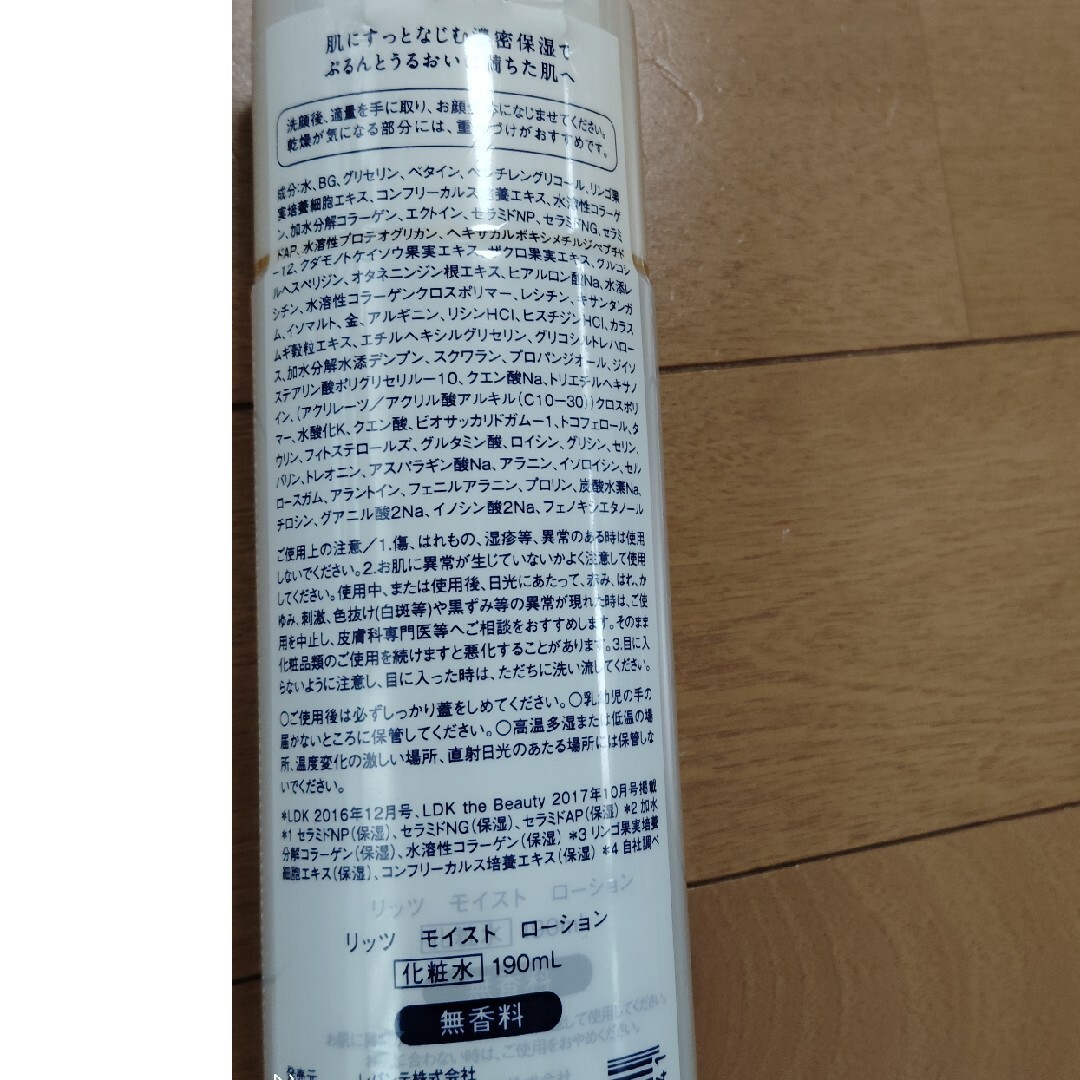 肌にすっとなじむ濃密保湿で
ぷるんとうるおいに満ちた肌へ
洗顔後、適量を手に取り、お顔全体になじませてください。
乾燥が気になる部分には、重ねづけがおすすめです。
成分:水、BG、グリセリン、ベタイン、ペンチレングリコール、リンゴ果
実培養細胞エキス、コンフリーカルス培養エキス、水溶性コラーゲ
ン、加水分解コラーゲン、エクトイン、セラミドNP、セラミドNG、セラミ
ドAP、水溶性プロテオグリカン、ヘキサカルボキシメチルジペプチド
-12、クダモノトケイソウ果実エキス、ザクロ果実エキス、グルコシ
ルヘスペリジン、オタネニンジン根エキス、ヒアルロン酸Na、水添レ
シチン、水溶性コラーゲンクロスポリマー、レシチン、キサンタンガ
ム、イソマルト、金、アルギニン、リシンHCl、ヒスチジンHCl、カラス
ムギ穀粒エキス、エチルヘキシルグリセリン、グリコシルトレハロー
ス、加水分解水添デンプン、スクワラン、プロパンジオール、ジイソ
ステアリン酸ポリグリセリル-10、クエン酸Na、トリエチルヘキサノ
イン、(アクリレーツ/アクリル酸アルキル(C10-30))クロスポリ
マー、水酸化K、クエン酸、ビオサッカリドガム-1、トコフェロール、タ
ウリン、フィトステロールズ、グルタミン酸、ロイシン、グリシン、セリン、
バリン、トレオニン、アスパラギン酸Na、アラニン、イソロイシン、セル
ロースガム、アラントイン、フェニルアラニン、プロリン、炭酸水素Na、
チロシン、グアニル酸2Na、イノシン酸2Na、フェノキシエタノール
ご使用上の注意/1.傷、はれもの、湿疹等、異常のある時は使用
しないでください。2.お肌に異常が生じていないかよく注意して使用
してください。使用中、または使用後、日光にあたって、赤み、はれ、か
ゆみ、刺激、色抜け(白斑等)や黒ずみ等の異常が現れた時は、ご使
用を中止し、皮膚科専門医等へご相談をおすすめします。そのまま
化粧品類のご使用を続けますと悪化することがあります。3.目に入
らないように注意し、目に入った時は、ただちに洗い流してください。
○ご使用後は必ずしっかり蓋をしめてください。○乳幼児の手の
届かないところに保管してください。○高温多湿または低温の場
所、温度変化の激しい場所、直射日光のあたる場所には保管しな
いでください。
*LDK 2016年12月号、LDK the Beauty 2017年10月号掲載
*1 セラミドNP(保湿)、セラミドNG(保湿)、セラミドAP(保湿) *2 加水
分解コラーゲン(保湿)、水溶性コラーゲン(保湿) *3 リンゴ果実培養
細胞エキス(保湿)、コンフリーカルス培養エキス(保湿) *4 自社調べ
リッツ モイスト ローション
リッツ モイスト ローション
化粧水 190mL
無香料
発売元 レバンテ株式会社